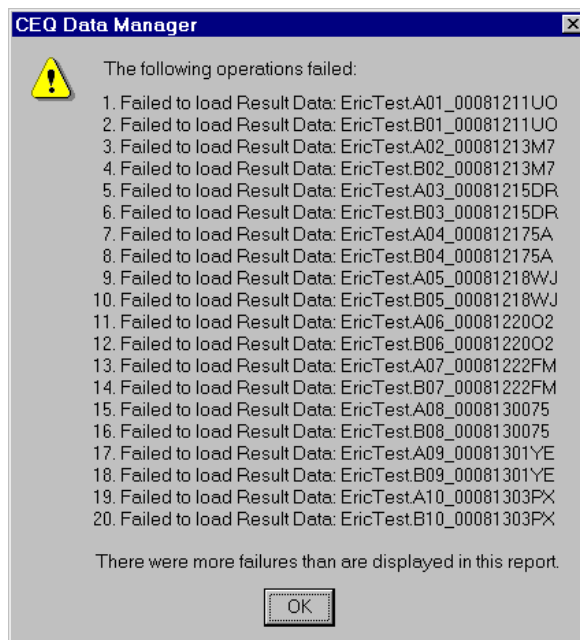 CEQ Data Manager
The following operations failed:
1. Failed to load Result Data: EricTest.A01_00081211UO
2. Failed to load Result Data: EricTest.B01_00081211UO
3. Failed to load Result Data: EricTest.A02_00081213M7
4. Failed to load Result Data: EricTest.B02_00081213M7
5. Failed to load Result Data: EricTest.A03_00081215DR
6. Failed to load Result Data: EricTest.B03_00081215DR
7. Failed to load Result Data: EricTest.A04_000812175A
8. Failed to load Result Data: EricTest.B04_000812175A
9. Failed to load Result Data: EricTest.A05_00081218WJ
10. Failed to load Result Data: EricTest.B05_00081218WJ
11. Failed to load Result Data: EricTest.A06_00081220O2
12. Failed to load Result Data: EricTest.B06_00081220O2
13. Failed to load Result Data: EricTest.A07_00081222FM
14. Failed to load Result Data: EricTest.B07_00081222FM
15. Failed to load Result Data: EricTest.A08_0008130075
16. Failed to load Result Data: EricTest.B08_0008130075
17. Failed to load Result Data: EricTest.A09_00081301YE
18. Failed to load Result Data: EricTest.B09_00081301YE
19. Failed to load Result Data: EricTest.A10_00081303PX
20. Failed to load Result Data: EricTest.B10_00081303PX
There were more failures than are displayed in this report.
OK